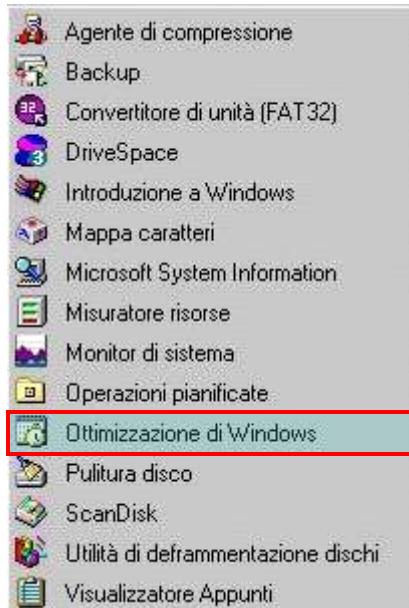 Agente di compressione
Backup
Convertitore di unità (FAT32)
DriveSpace
Introduzione a Windows
Mappa caratteri
Microsoft System Information
Misuratore risorse
Monitor di sistema
Operazioni pianificate
Ottimizzazione di Windows
Pulitura disco
ScanDisk
Utilità di deframmentazione dischi
Visualizzatore Appunti